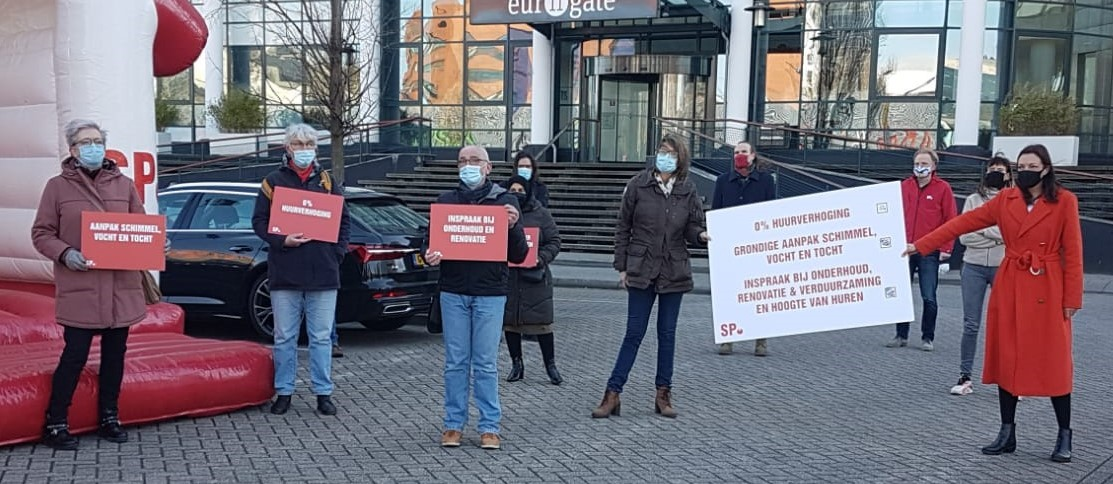 eurogate
SP
AANPAK SCHIMMEL,
VOCHT EN TOCHT
0%
HUURVERHOGING
INSPRAAK BIJ
ONDERHOUD EN
RENOVATIE
0% HUURVERHOGING
GRONDIGE AANPAK SCHIMMEL,
VOCHT EN TOCHT
INSPRAAK BIJ ONDERHOUD,
RENOVATIE & VERDUURZAMING
EN HOOGTE VAN HUREN
SP.